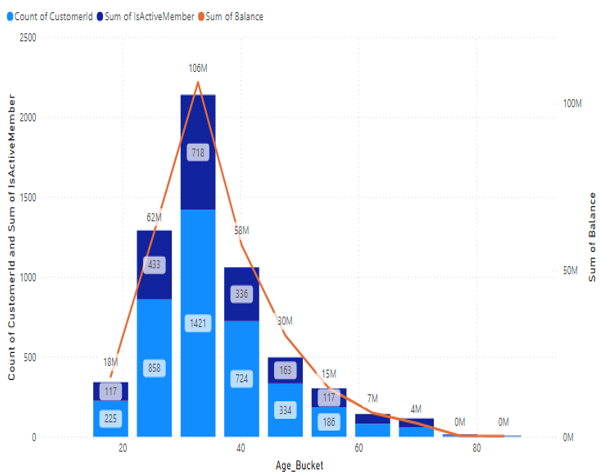 Count of CustomerId Sum of IsActiveMember Sum of Balance
Count of CustomerId and Sum of IsActiveMember
2500
2000
1500
1000
500
0
18M
62M
106M
58M
30M
15M
7M
4M
0M
0M
117
433
718
336
163
117
225
858
1421
724
334
186
20
40
60
80
Age_Bucket
100M
50M
0M
Sum of Balance